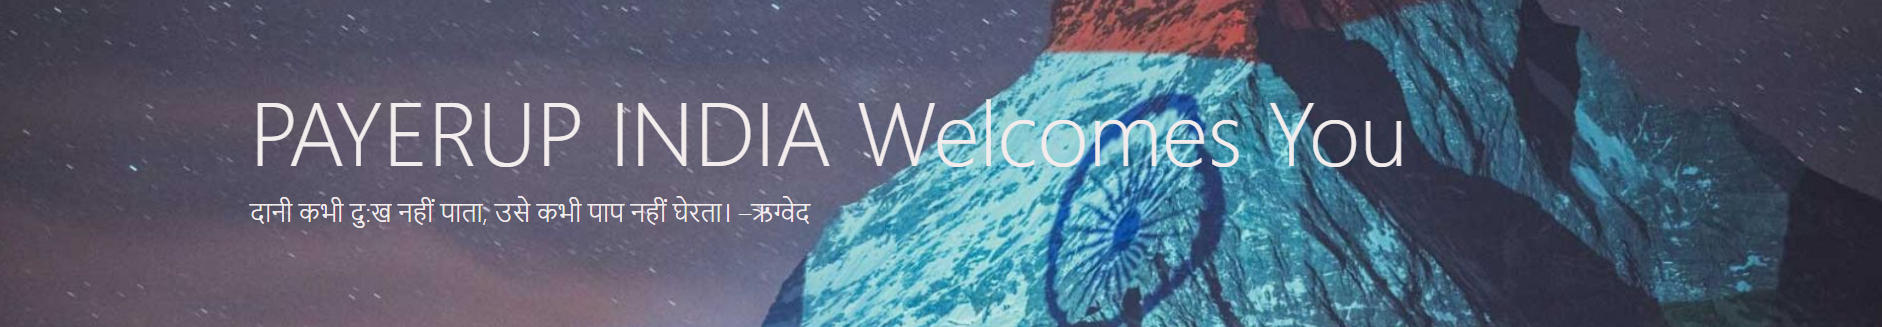 PAYERUP INDIA Welcomes You
दानी कभी दु:ख नहीं पाता, उसे कभी पाप नहीं घेरता। –ऋग्वेद